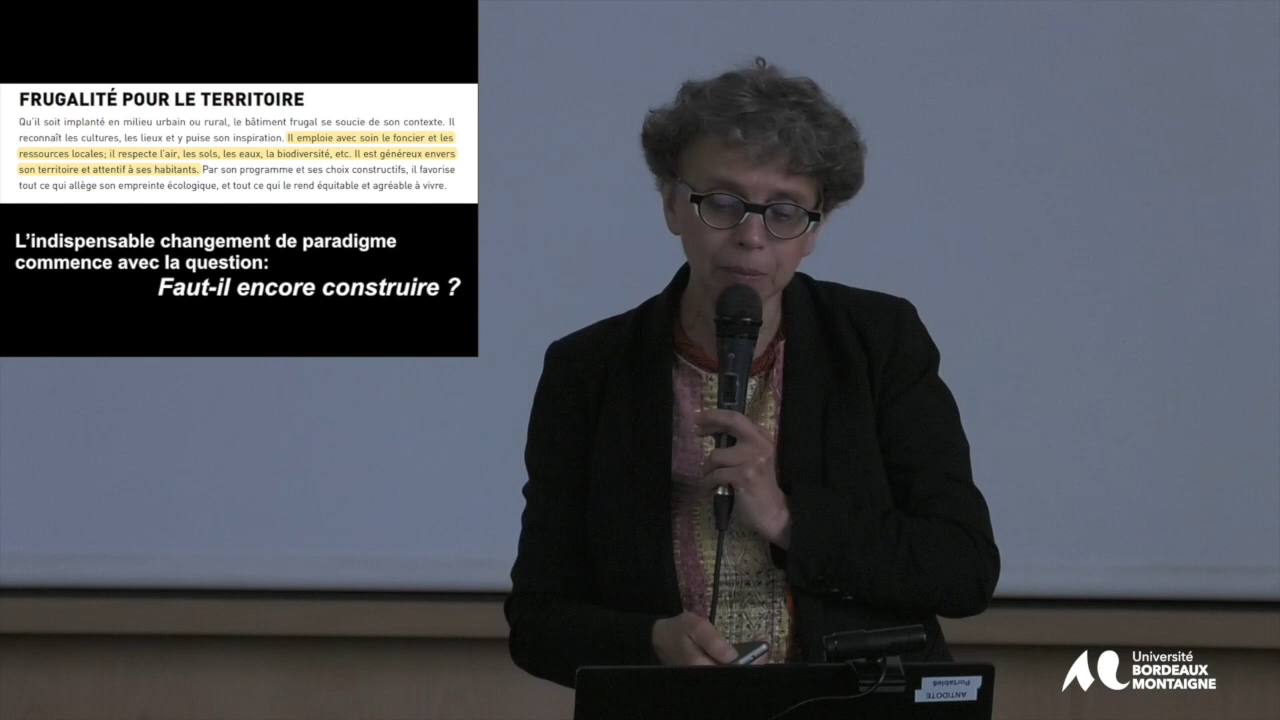 FRUGALITÉ POUR LE TERRITOIRE
Qu'il soit implanté en milieu urbain ou rural, le bâtiment frugal se soucie de son contexte. Il
reconnaît les cultures, les lieux et y puise son inspiration. Il emploie avec soin le foncier et les
ressources locales; il respecte l'air, les sols, les eaux, la biodiversité, etc. Il est généreux envers
son territoire et attentif à ses habitants. Par son programme et ses choix constructifs, il favorise
tout ce qui allège son empreinte écologique, et tout ce qui le rend équitable et agréable à vivre.
L'indispensable changement de paradigme
commence avec la question:
Faut-il encore construire ?
Université
BORDEAUX
MONTAIGNE
ANTIDOTE
Portable6